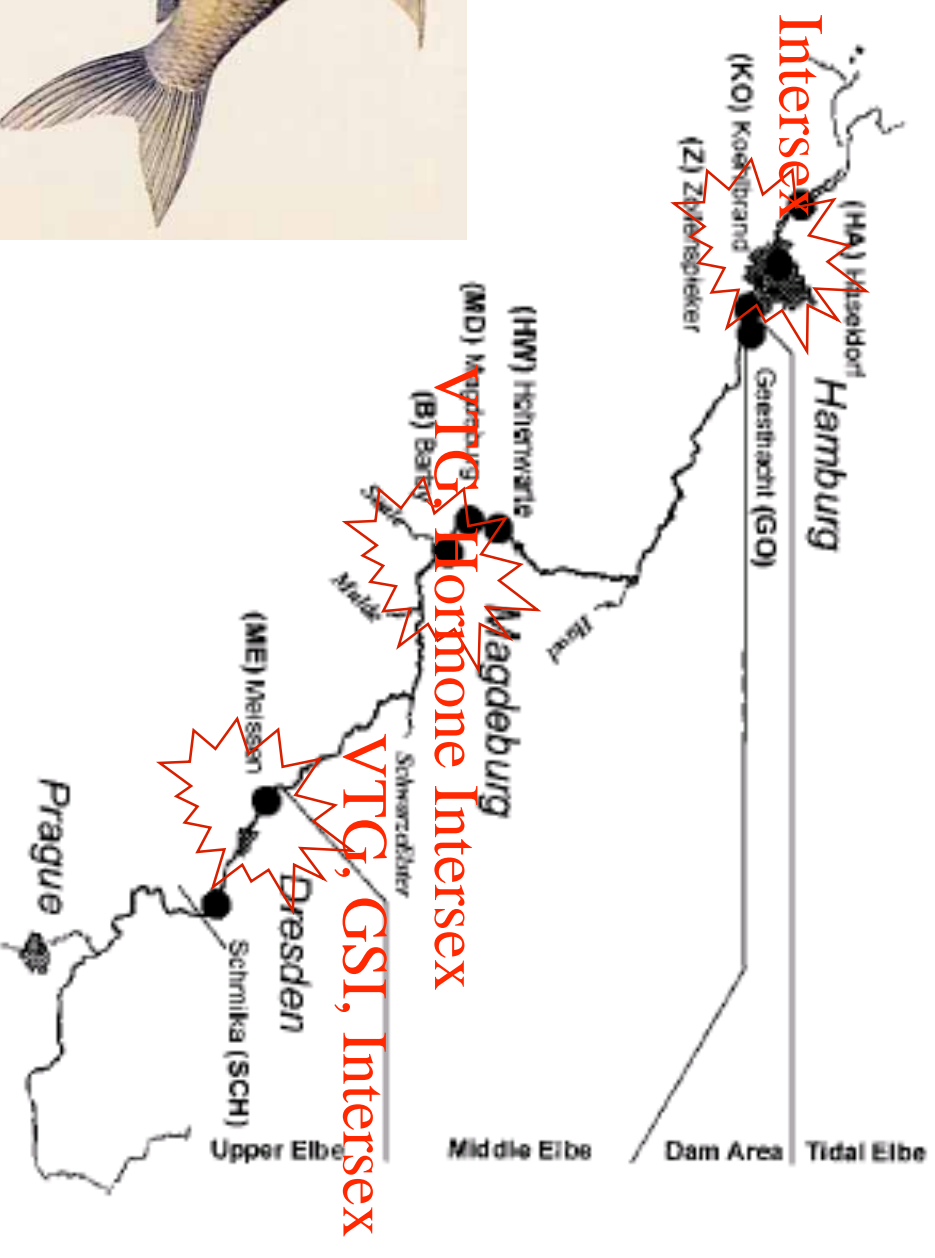 Intersex
(KO) Koehlbrand
(Z) Zollenspieker
(HA) Haseldorf
Hamburg
Geesthacht (GO)
(HW) Hohenwarte
(MD) Magdeburg
(B) Barby
VTG, Hormone Intersex
Saale
Mulde
Havel
Magdeburg
(ME) Meissen
SchwarzeElster
VTG, GSI, Intersex
Dresden
Prague
Schmilka (SCH)
Upper Elbe
Middle Elbe
Dam Area
Tidal Elbe